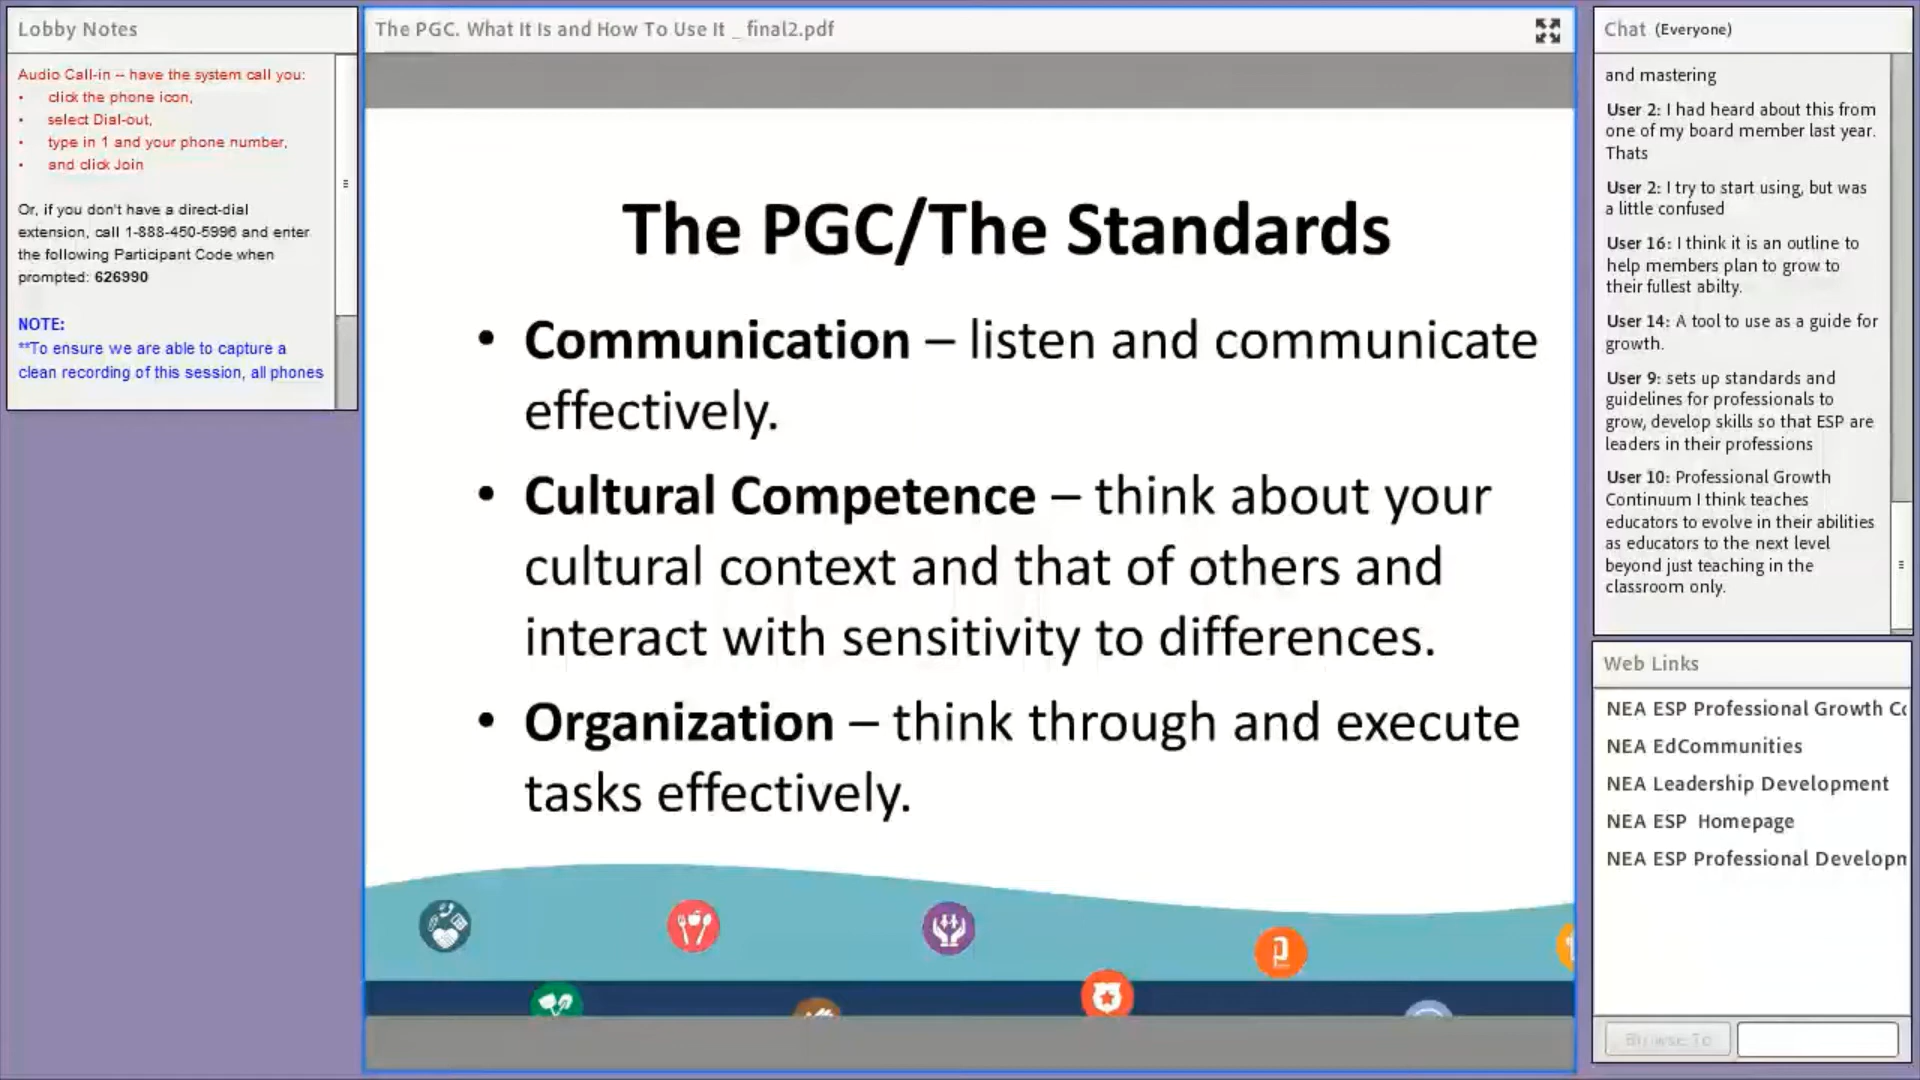 Lobby Notes
Audio Call-in -- have the system call you:
• click the phone icon,
• select Dial-out,
• type in 1 and your phone number,
• and click Join
Or, if you don't have a direct-dial
extension, call 1-888-450-5996 and enter
the following Participant Code when
prompted: 626990
NOTE:
**To ensure we are able to capture a
clean recording of this session, all phones
The PGC. What It Is and How To Use It _ final2.pdf
The PGC/The Standards
• Communication – listen and communicate
effectively.
• Cultural Competence – think about your
cultural context and that of others and
interact with sensitivity to differences.
• Organization – think through and execute
tasks effectively.
Chat (Everyone)
and mastering
User 2: I had heard about this from
one of my board member last year.
Thats
User 2: I try to start using, but was
a little confused
User 16: I think it is an outline to
help members plan to grow to
their fullest abilty.
User 14: A tool to use as a guide for
growth.
User 9: sets up standards and
guidelines for professionals to
grow, develop skills so that ESP are
leaders in their professions
User 10: Professional Growth
Continuum I think teaches
educators to evolve in their abilities
as educators to the next level
beyond just teaching in the
classroom only.
Web Links
NEA ESP Professional Growth Co
NEA EdCommunities
NEA Leadership Development
NEA ESP Homepage
NEA ESP Professional Developm
Browse To